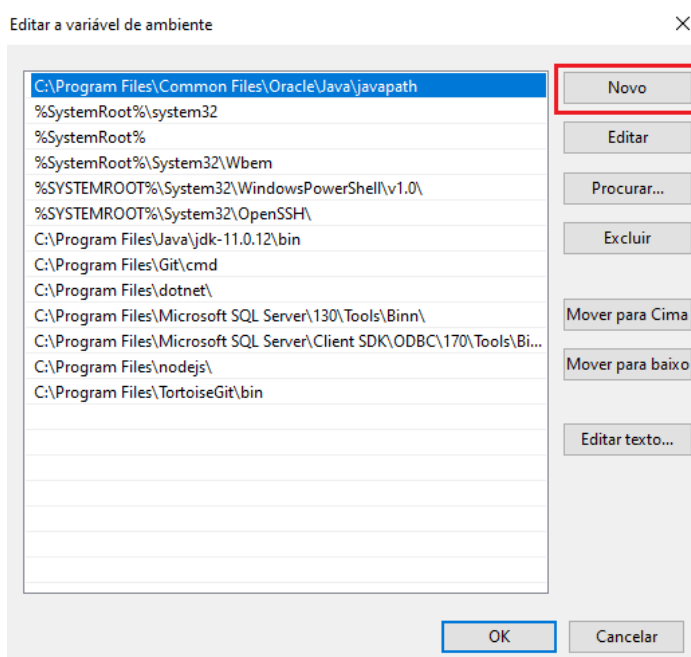 Editar a variável de ambiente
C:\Program Files\Common Files\Oracle\Java\javapath
%SystemRoot%\system32
%SystemRoot%
%SystemRoot%\System32\Wbem
%SYSTEMROOT%\System32\WindowsPowerShell\v1.0\
%SYSTEMROOT%\System32\OpenSSH\
C:\Program Files\Java\jdk-11.0.12\bin
C:\Program Files\Git\cmd
C:\Program Files\dotnet\
C:\Program Files\Microsoft SQL Server\130\Tools\Binn\
C:\Program Files\Microsoft SQL Server\Client SDK\ODBC\170\Tools\Bi...
C:\Program Files\nodejs\
C:\Program Files\TortoiseGit\bin
Novo
Editar
Procurar...
Excluir
Mover para Cima
Mover para baixo
Editar texto...
OK
Cancelar